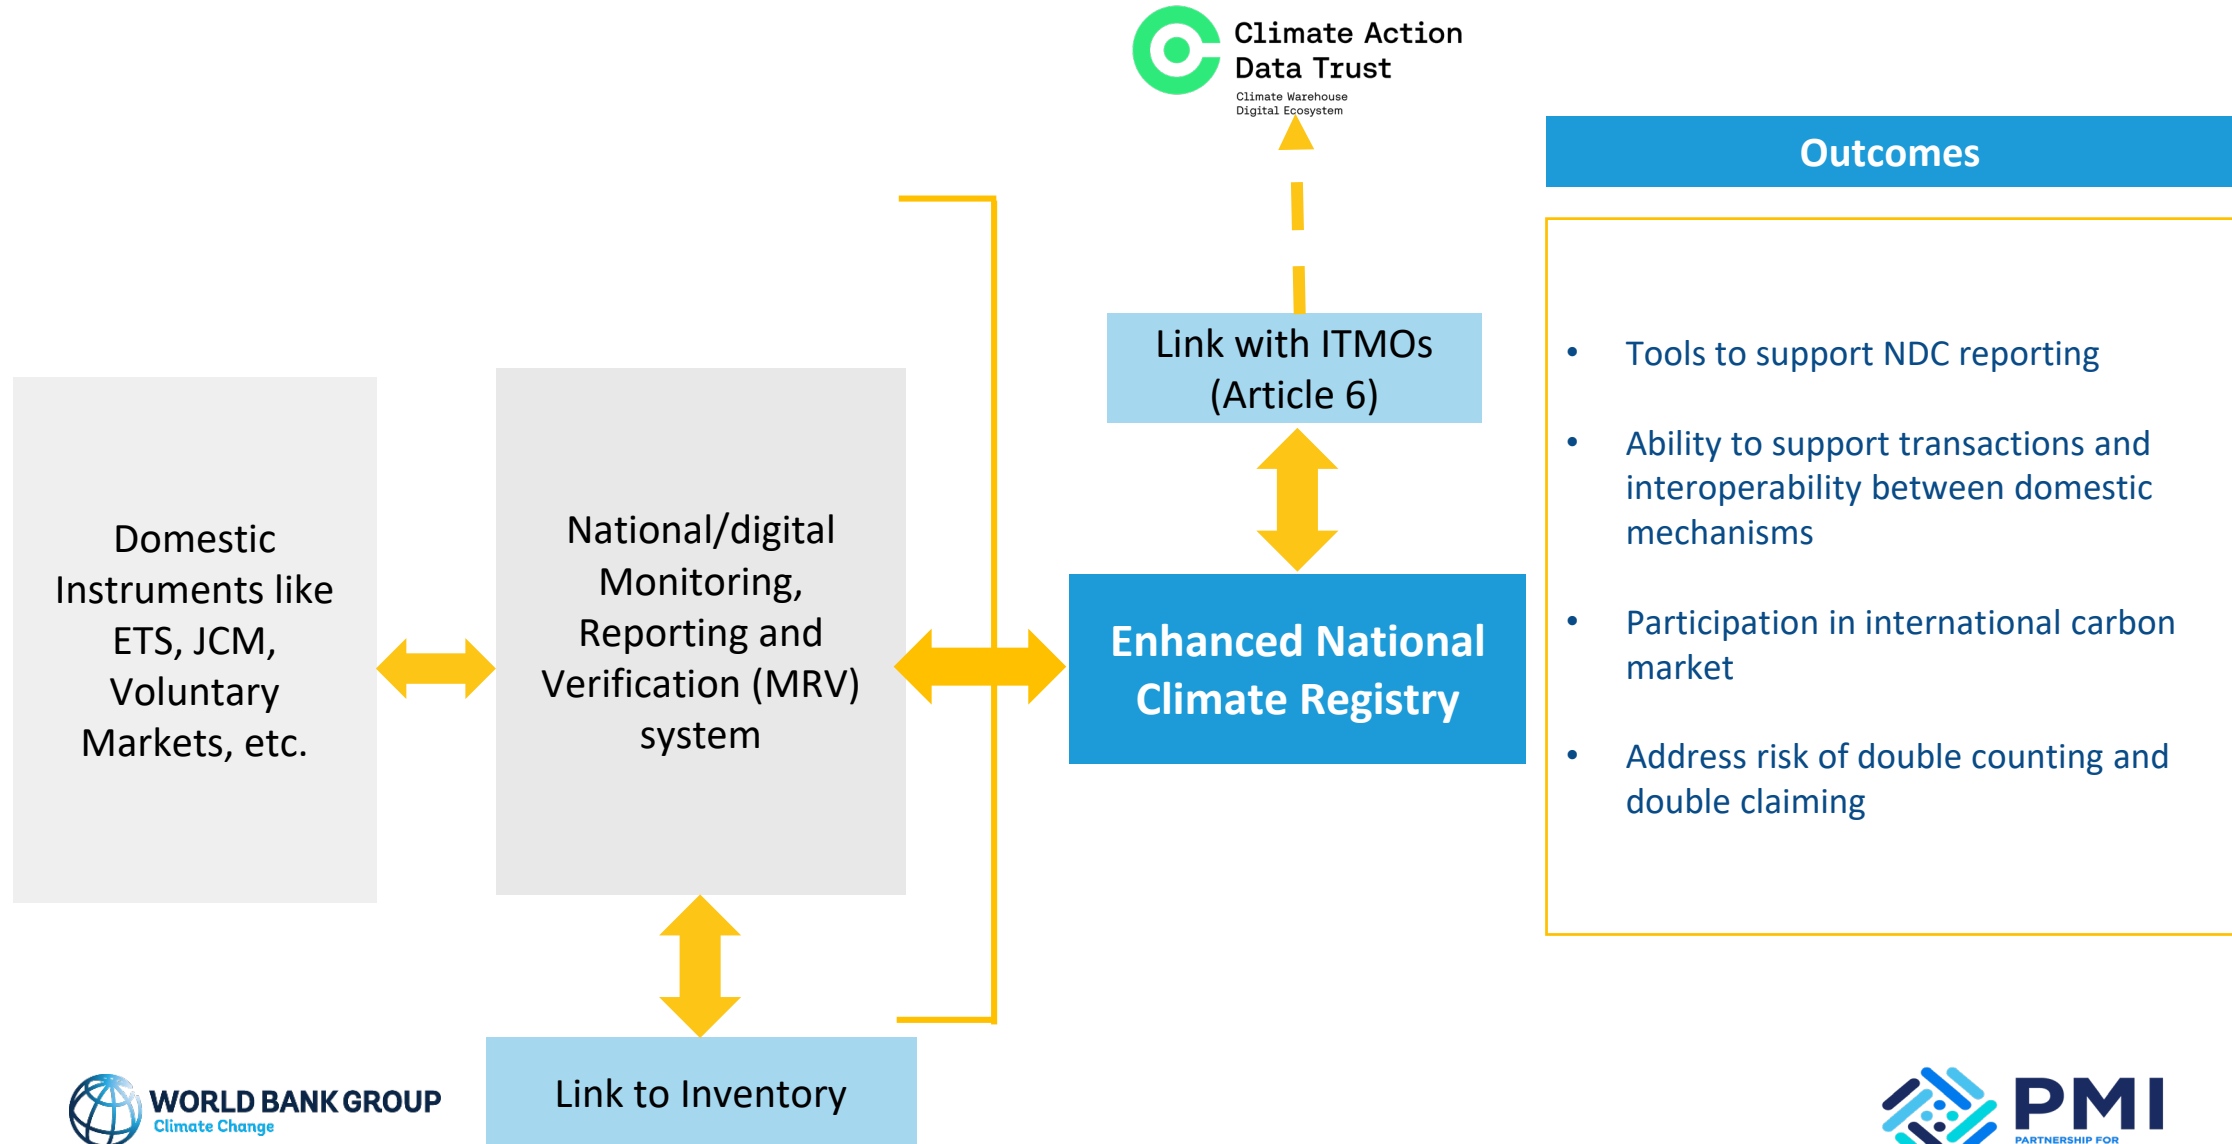 Climate Action
Data Trust
Climate Warehouse
Digital Ecosystem
Outcomes
Link with ITMOs
(Article 6)
Domestic
Instruments like
ETS, JCM,
Voluntary
Markets, etc.
National/digital
Monitoring,
Reporting and
Verification (MRV)
system
Enhanced National
Climate Registry
• Tools to support NDC reporting
• Ability to support transactions and
interoperability between domestic
mechanisms
• Participation in international carbon
market
• Address risk of double counting and
double claiming
Link to Inventory
WORLD BANK GROUP
Climate Change
PMI
PARTNERSHIP FOR